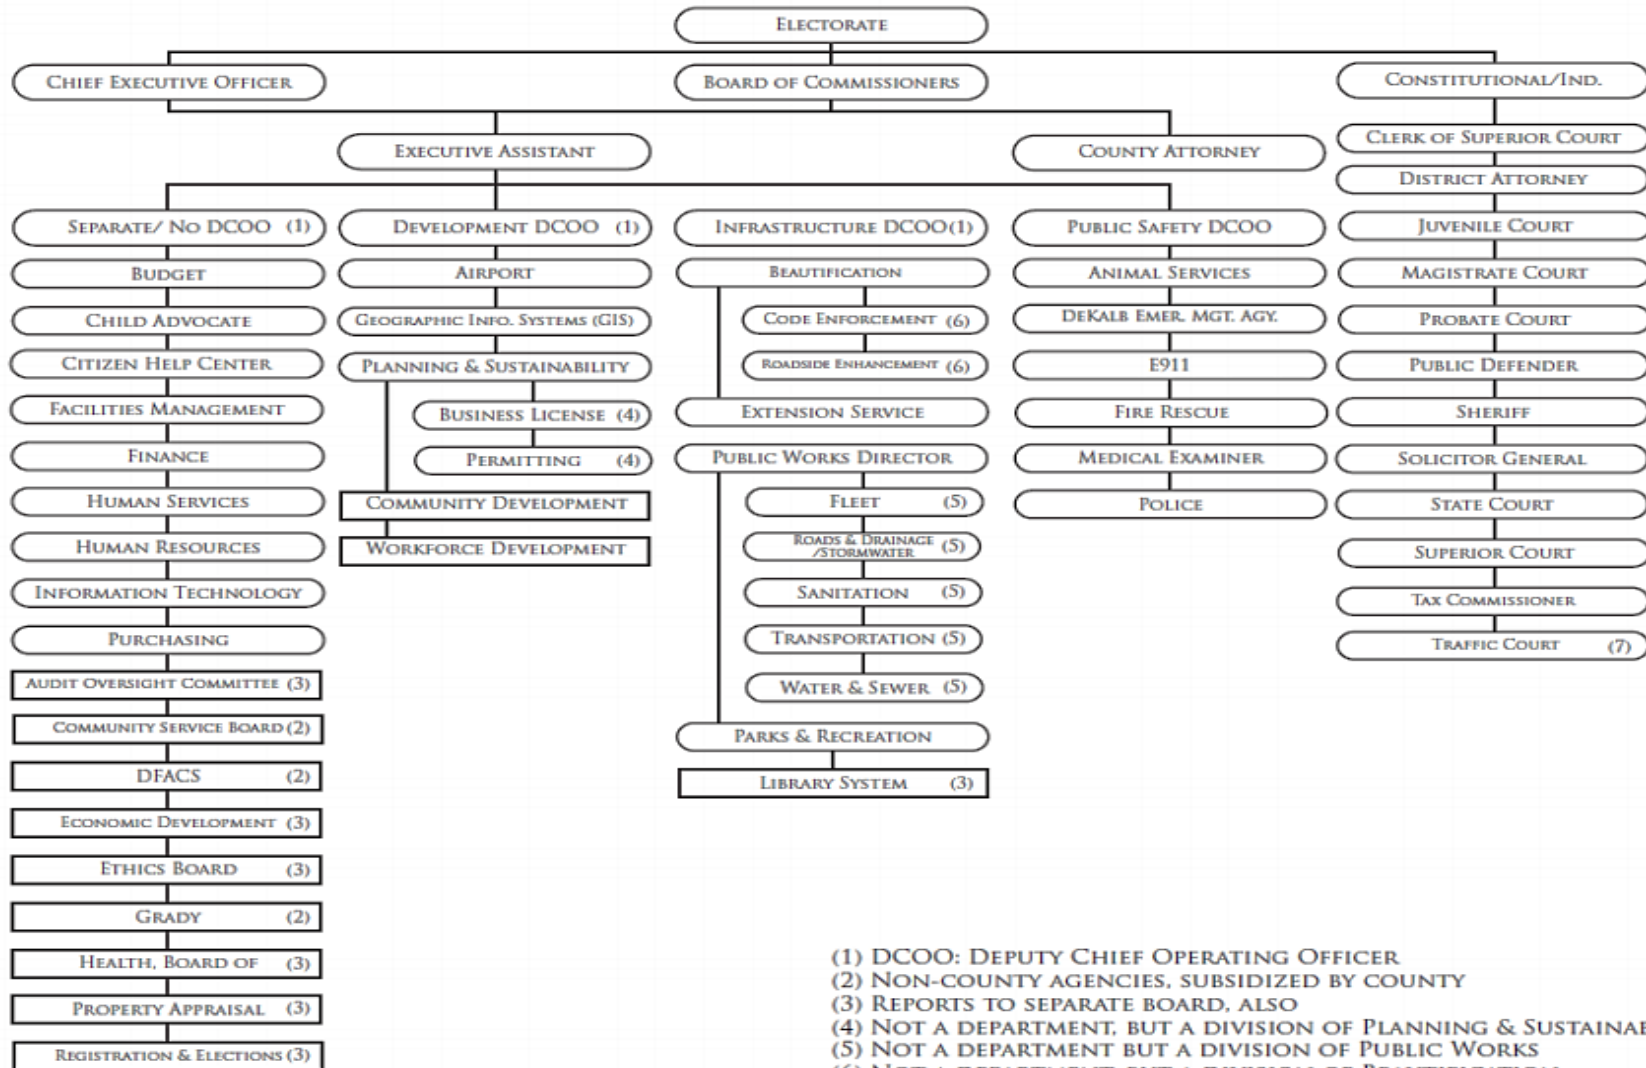 Electorate
Chief Executive Officer
Board of Commissioners
Constitutional/Ind.
Executive Assistant
County Attorney
Clerk of Superior Court
District Attorney
Juvenile Court
Magistrate Court
Probate Court
Public Defender
Sheriff
Solicitor General
State Court
Superior Court
Tax Commissioner
Traffic Court (7)
Separate/ No DCOO (1)
Budget
Child Advocate
Citizen Help Center
Facilities Management
Finance
Human Services
Human Resources
Information Technology
Purchasing
Audit Oversight Committee (3)
Community Service Board (2)
DFACS (2)
Economic Development (3)
Ethics Board (3)
Grady (2)
Health, Board of (3)
Property Appraisal (3)
Registration & Elections (3)
Development DCOO (1)
Airport
Geographic Info. Systems (GIS)
Planning & Sustainability
Business License (4)
Permitting (4)
Community Development
Workforce Development
Infrastructure DCOO (1)
Beautification
Code Enforcement (6)
Roadside Enhancement (6)
Extension Service
Public Works Director
Fleet (5)
Roads & Drainage
/Stormwater (5)
Sanitation (5)
Transportation (5)
Water & Sewer (5)
Parks & Recreation
Library System (3)
Public Safety DCOO
Animal Services
DeKalb Emer. Mgt. Agy.
E911
Fire Rescue
Medical Examiner
Police
(1) DCOO: Deputy Chief Operating Officer
(2) Non-county agencies, subsidized by county
(3) Reports to separate board, also
(4) Not a department, but a division of Planning & Sustainab
(5) Not a department but a division of Public Works